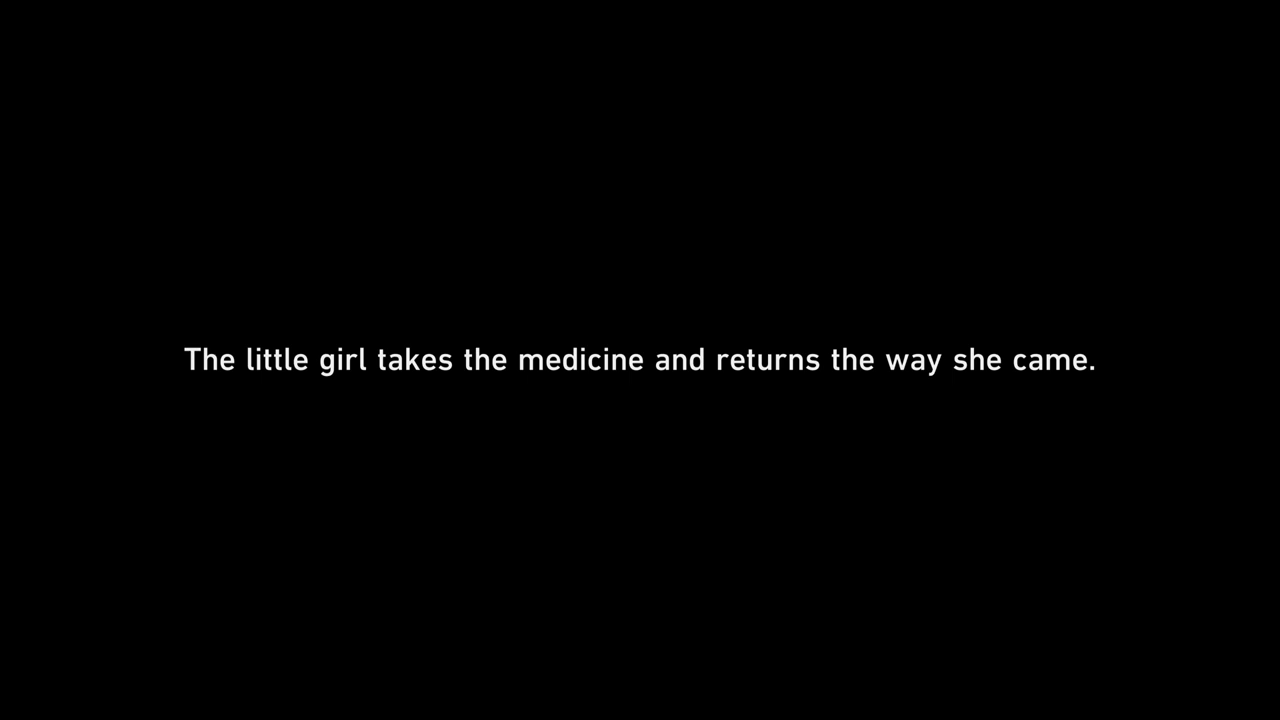 The little girl takes the medicine and returns the way she came.